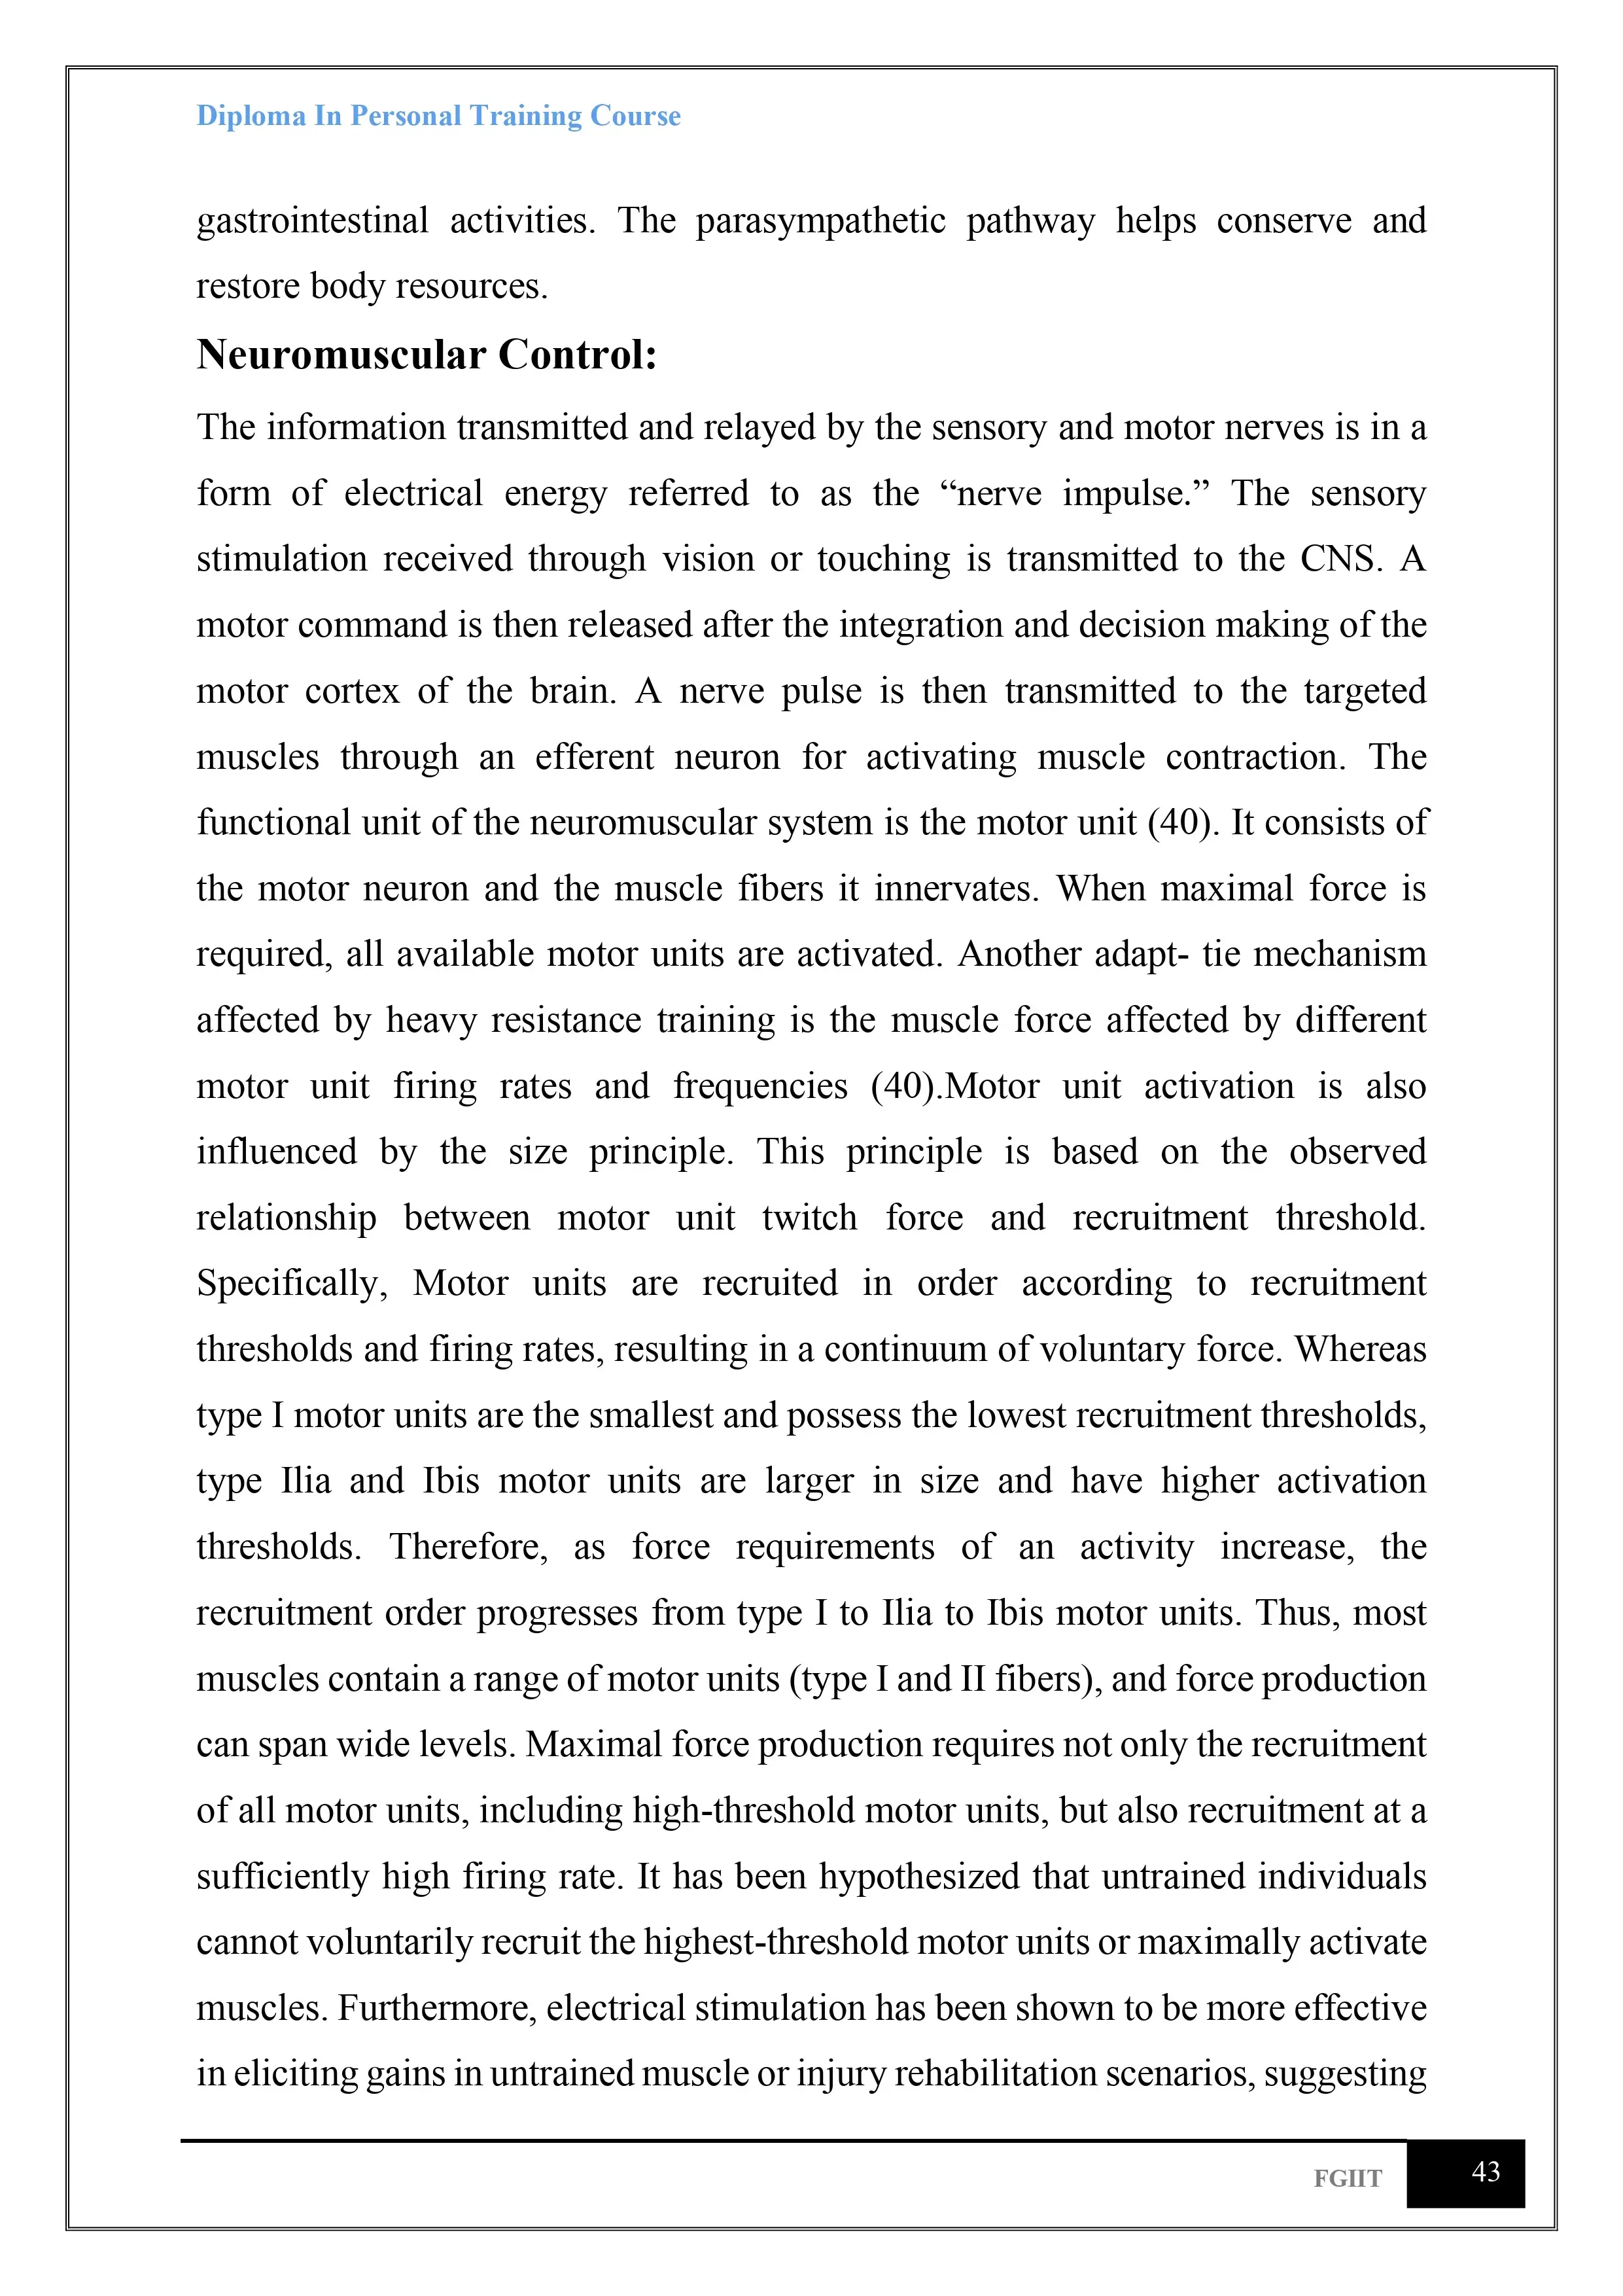 Diploma In Personal Training Course
gastrointestinal activities. The parasympathetic pathway helps conserve and
restore body resources.
Neuromuscular Control:
The information transmitted and relayed by the sensory and motor nerves is in a
form of electrical energy referred to as the “nerve impulse.” The sensory
stimulation received through vision or touching is transmitted to the CNS. A
motor command is then released after the integration and decision making of the
motor cortex of the brain. A nerve pulse is then transmitted to the targeted
muscles through an efferent neuron for activating muscle contraction. The
functional unit of the neuromuscular system is the motor unit (40). It consists of
the motor neuron and the muscle fibers it innervates. When maximal force is
required, all available motor units are activated. Another adapt- tie mechanism
affected by heavy resistance training is the muscle force affected by different
motor unit firing rates and frequencies (40).Motor unit activation is also
influenced by the size principle. This principle is based on the observed
relationship between motor unit twitch force and recruitment threshold.
Specifically, Motor units are recruited in order according to recruitment
thresholds and firing rates, resulting in a continuum of voluntary force. Whereas
type I motor units are the smallest and possess the lowest recruitment thresholds,
type Ilia and Ibis motor units are larger in size and have higher activation
thresholds. Therefore, as force requirements of an activity increase, the
recruitment order progresses from type I to Ilia to Ibis motor units. Thus, most
muscles contain a range of motor units (type I and II fibers), and force production
can span wide levels. Maximal force production requires not only the recruitment
of all motor units, including high-threshold motor units, but also recruitment at a
sufficiently high firing rate. It has been hypothesized that untrained individuals
cannot voluntarily recruit the highest-threshold motor units or maximally activate
muscles. Furthermore, electrical stimulation has been shown to be more effective
in eliciting gains in untrained muscle or injury rehabilitation scenarios, suggesting
FGIIT 43